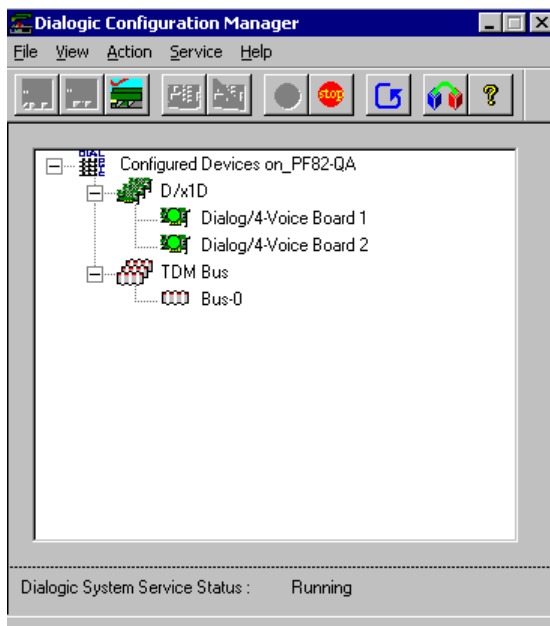 Dialogic Configuration Manager
File View Action Service Help
stop
DIAL
Configured Devices on_PF82-QA
D/x1D
Dialog/4-Voice Board 1
Dialog/4-Voice Board 2
TDM Bus
Bus-0
Dialogic System Service Status : Running